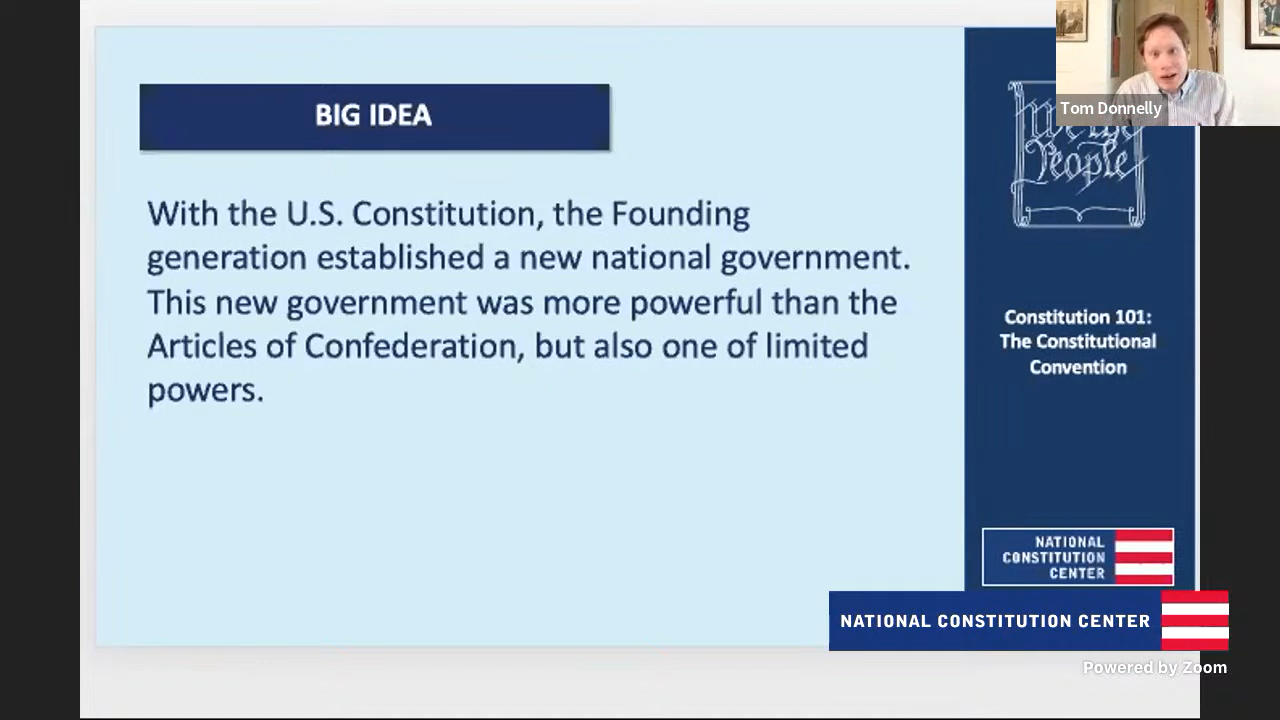 BIG IDEA
With the U.S. Constitution, the Founding
generation established a new national government.
This new government was more powerful than the
Articles of Confederation, but also one of limited
powers.
Tom Donnelly
We the
People
Constitution 101:
The Constitutional
Convention
NATIONAL
CONSTITUTION
CENTER
NATIONAL CONSTITUTION CENTER
Powered by Zoom